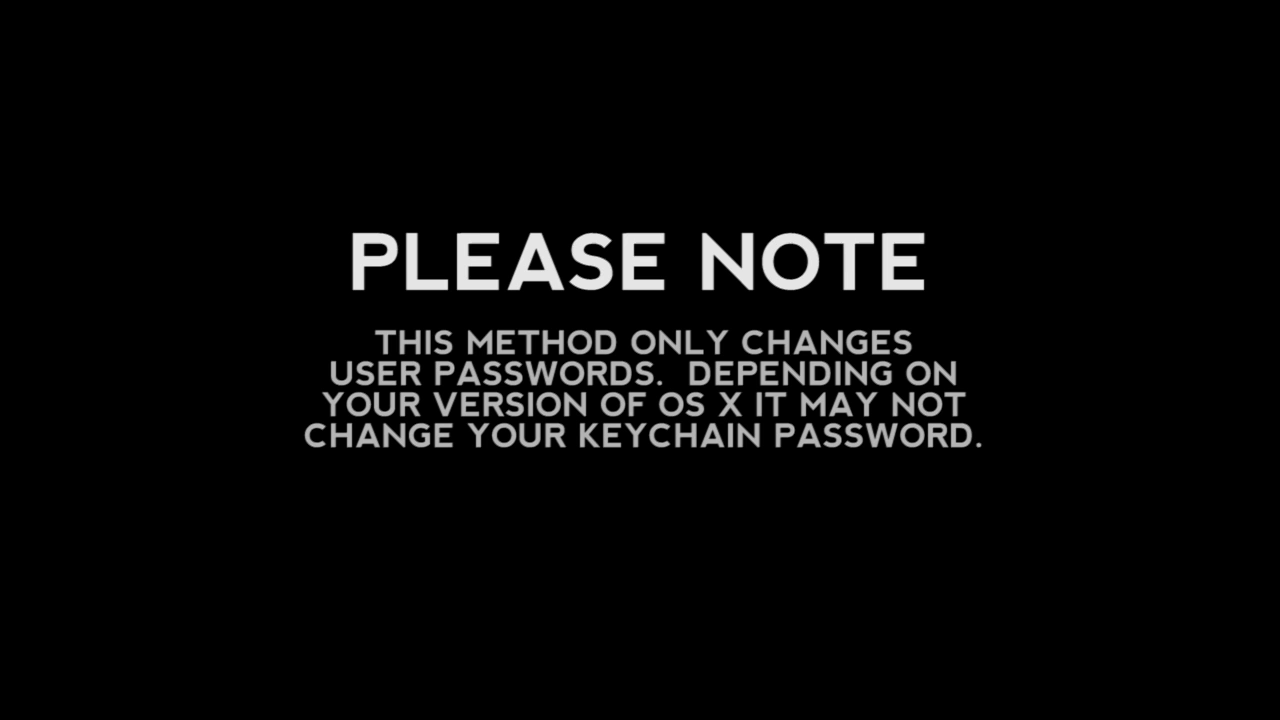 PLEASE NOTE
THIS METHOD ONLY CHANGES
USER PASSWORDS.  DEPENDING ON
YOUR VERSION OF OS X IT MAY NOT
CHANGE YOUR KEYCHAIN PASSWORD.